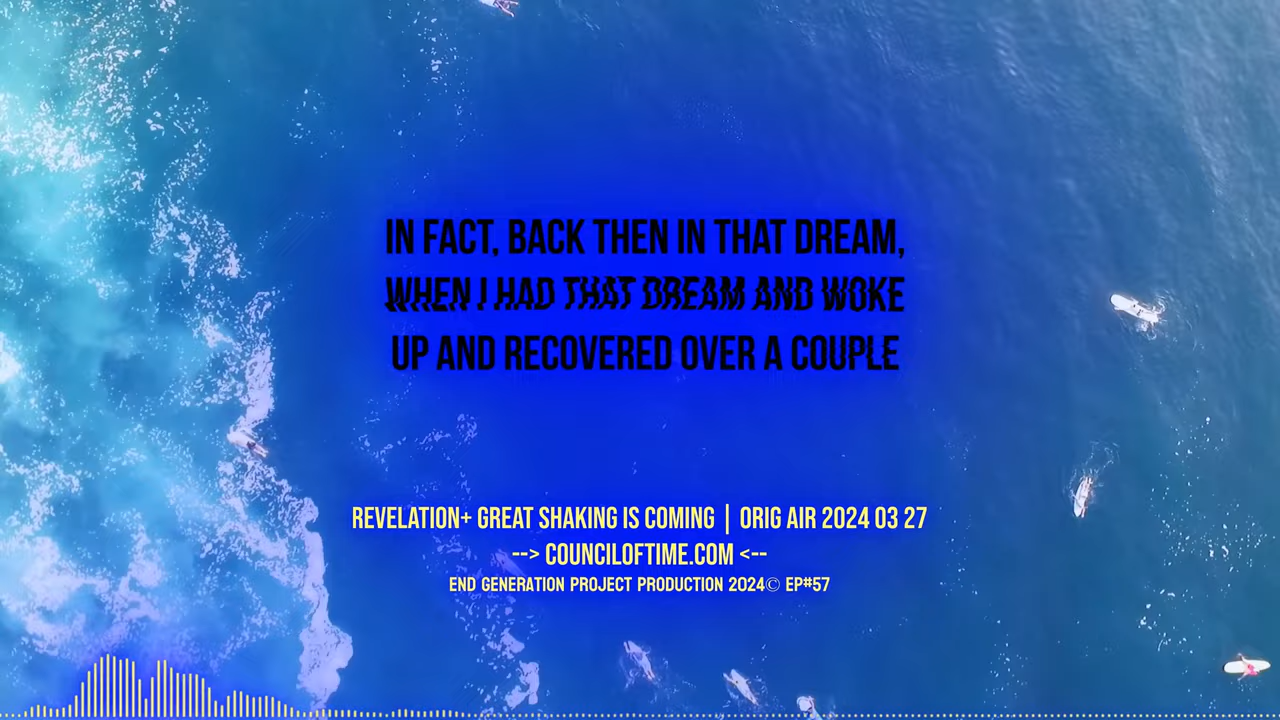 IN FACT, BACK THEN IN THAT DREAM,
WHEN I HAD THAT DREAM AND WOKE
UP AND RECOVERED OVER A COUPLE
REVELATION+ GREAT SHAKING IS COMING | ORIG AIR 2024 03 27
--> COUNCILOFTIME.COM <--
END GENERATION PROJECT PRODUCTION 2024© EP#57